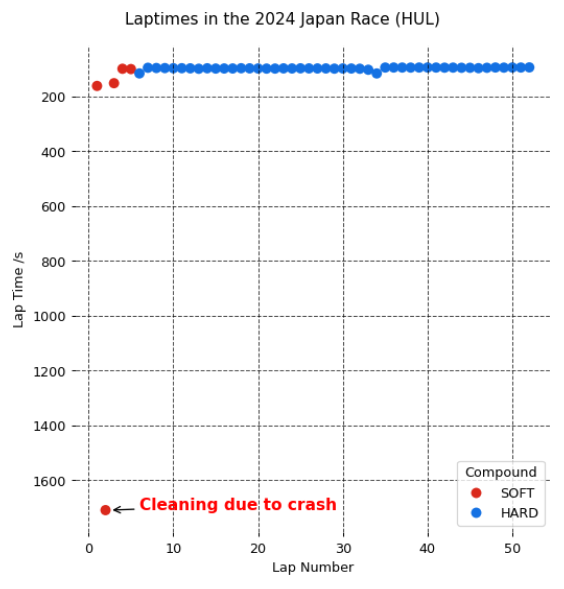 Laptimes in the 2024 Japan Race (HUL)
200
400
600
800
1000
1200
1400
1600
Lap Time /s
Cleaning due to crash
Compound
SOFT
HARD
0 10 20 30 40 50
Lap Number